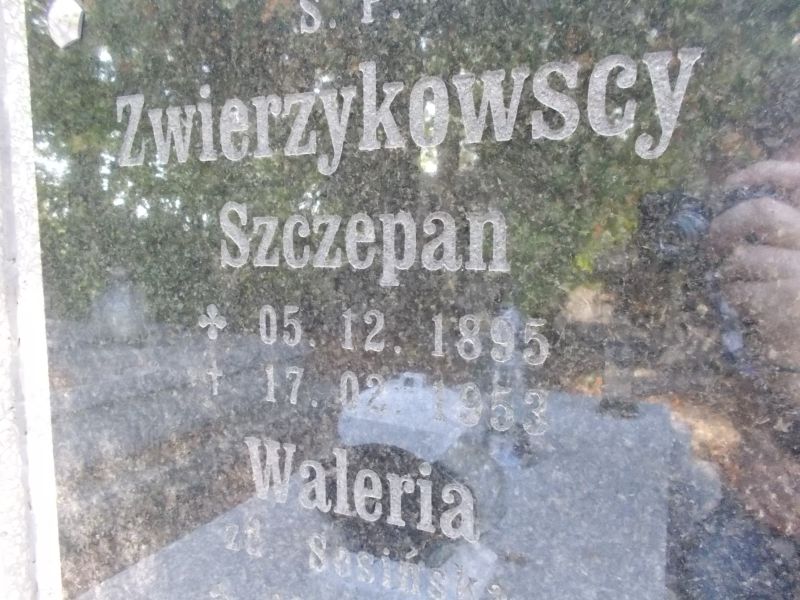 Ś. P.
Zwierzykowscy
Szczepan
05. 12. 1895
† 17. 02. 1953
Waleria
zd. Sosińska